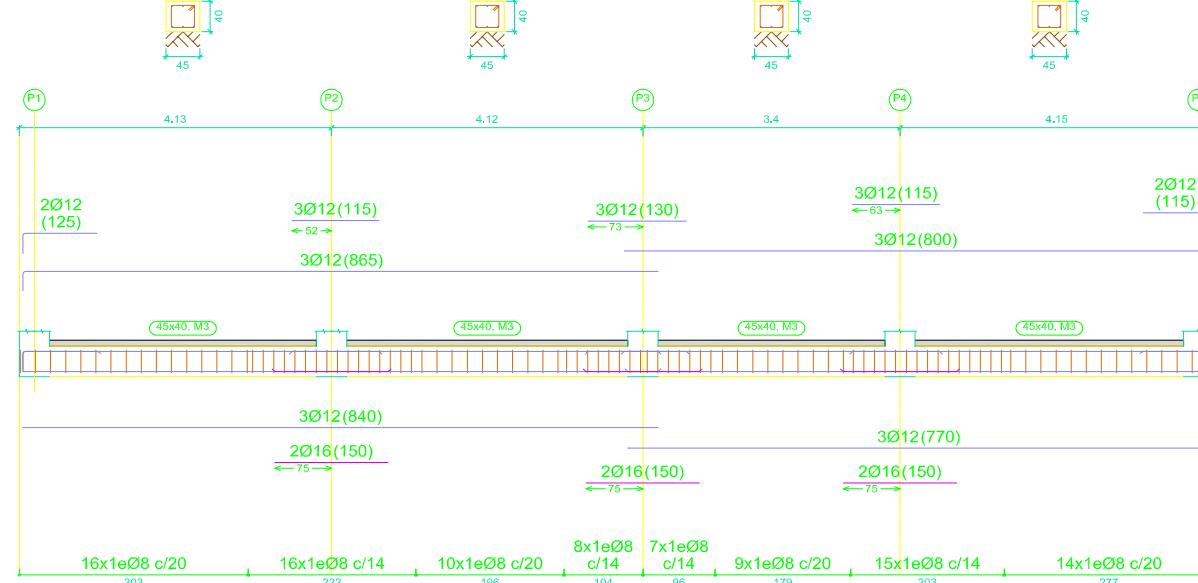 40 40 40 40
45 45 45 45
P1 P2 P3 P4
4.13 4.12 3.4 4.15
2Ø12
(125)
3Ø12(115)
52
3Ø12(130)
73
3Ø12(115)
63
2Ø12
(115)
3Ø12(865)
3Ø12(800)
45x40, M3 45x40, M3 45x40, M3 45x40, M3
3Ø12(840)
3Ø12(770)
2Ø16(150)
75
2Ø16(150)
75
2Ø16(150)
75
16x1eØ8 c/20
16x1eØ8 c/14
10x1eØ8 c/20
8x1eØ8
c/14
7x1eØ8
c/14
9x1eØ8 c/20
15x1eØ8 c/14
14x1eØ8 c/20